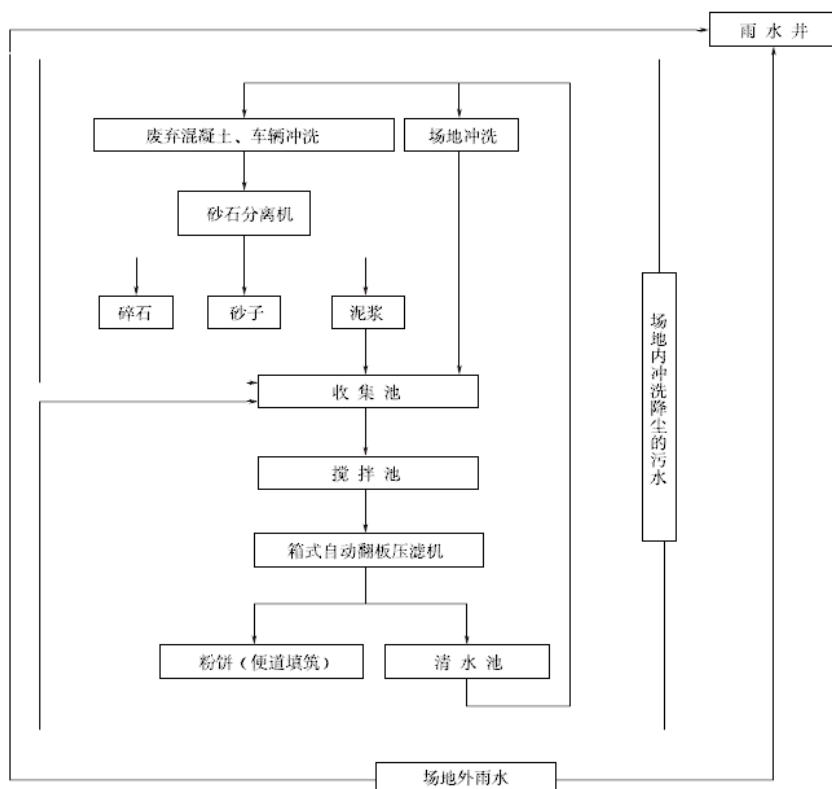 雨水井
废弃混凝土、车辆冲洗
场地冲洗
砂石分离机
碎石
砂子
泥浆
收集池
搅拌池
箱式自动翻板压滤机
粉饼(便道填筑)
清水池
场地内冲洗降尘的污水
场地外雨水